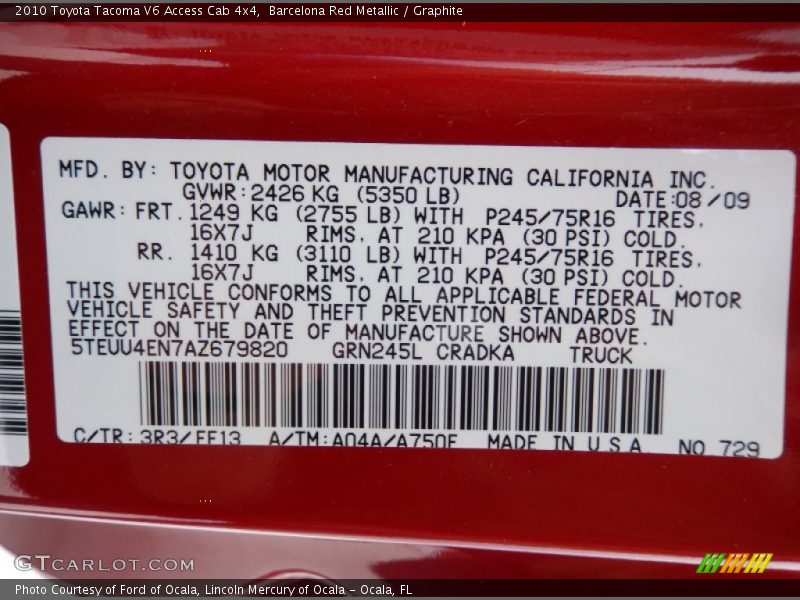 2010 Toyota Tacoma V6 Access Cab 4x4, Barcelona Red Metallic / Graphite
MFD. BY: TOYOTA MOTOR MANUFACTURING CALIFORNIA INC.
GVWR: 2426 KG (5350 LB) DATE: 08/09
GAWR: FRT. 1249 KG (2755 LB) WITH P245/75R16 TIRES,
16X7J RIMS, AT 210 KPA (30 PSI) COLD.
RR. 1410 KG (3110 LB) WITH P245/75R16 TIRES,
16X7J RIMS, AT 210 KPA (30 PSI) COLD.
THIS VEHICLE CONFORMS TO ALL APPLICABLE FEDERAL MOTOR
VEHICLE SAFETY AND THEFT PREVENTION STANDARDS IN
EFFECT ON THE DATE OF MANUFACTURE SHOWN ABOVE.
5TEUU4EN7AZ679820 GRN245L CRADKA TRUCK
C/TR: 3R3/FF13 A/TM: A04A/A750F MADE IN U.S.A. NO 729
GTCARLOT.COM
Photo Courtesy of Ford of Ocala, Lincoln Mercury of Ocala - Ocala, FL